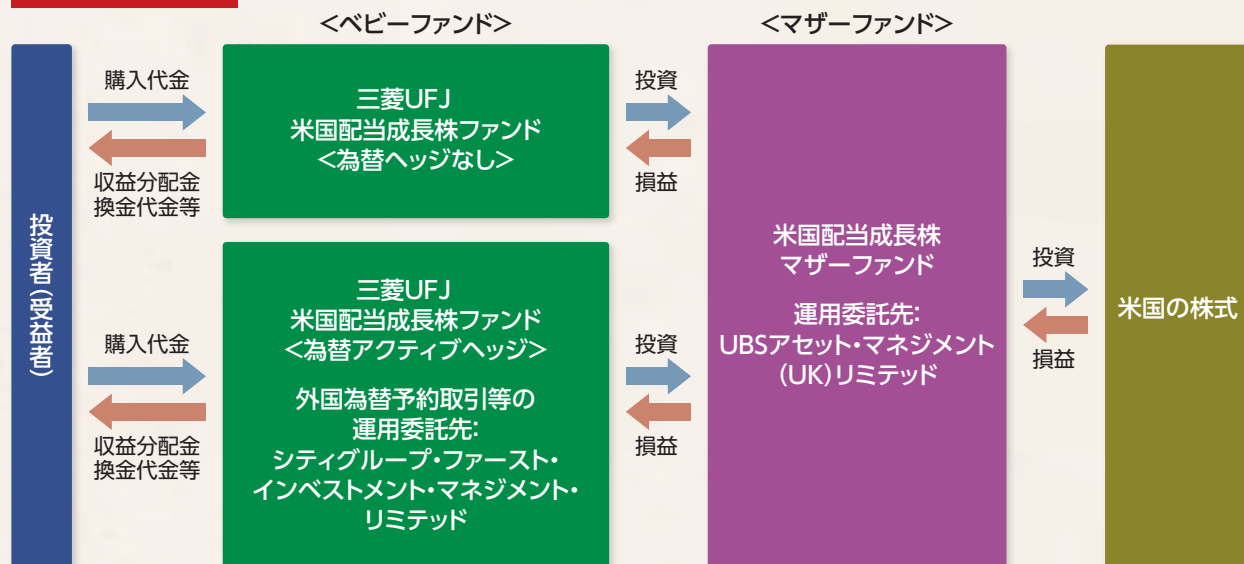 ＜ベビーファンド＞
＜マザーファンド＞
投資者（受益者）
購入代金
収益分配金
換金代金等
三菱UFJ
米国配当成長株ファンド
＜為替ヘッジなし＞
投資
損益
購入代金
収益分配金
換金代金等
三菱UFJ
米国配当成長株ファンド
＜為替アクティブヘッジ＞
外国為替予約取引等の
運用委託先：
シティグループ・ファースト・
インベストメント・マネジメント・
リミテッド
投資
損益
米国配当成長株
マザーファンド
運用委託先：
UBSアセット・マネジメント
（UK）リミテッド
投資
損益
米国の株式